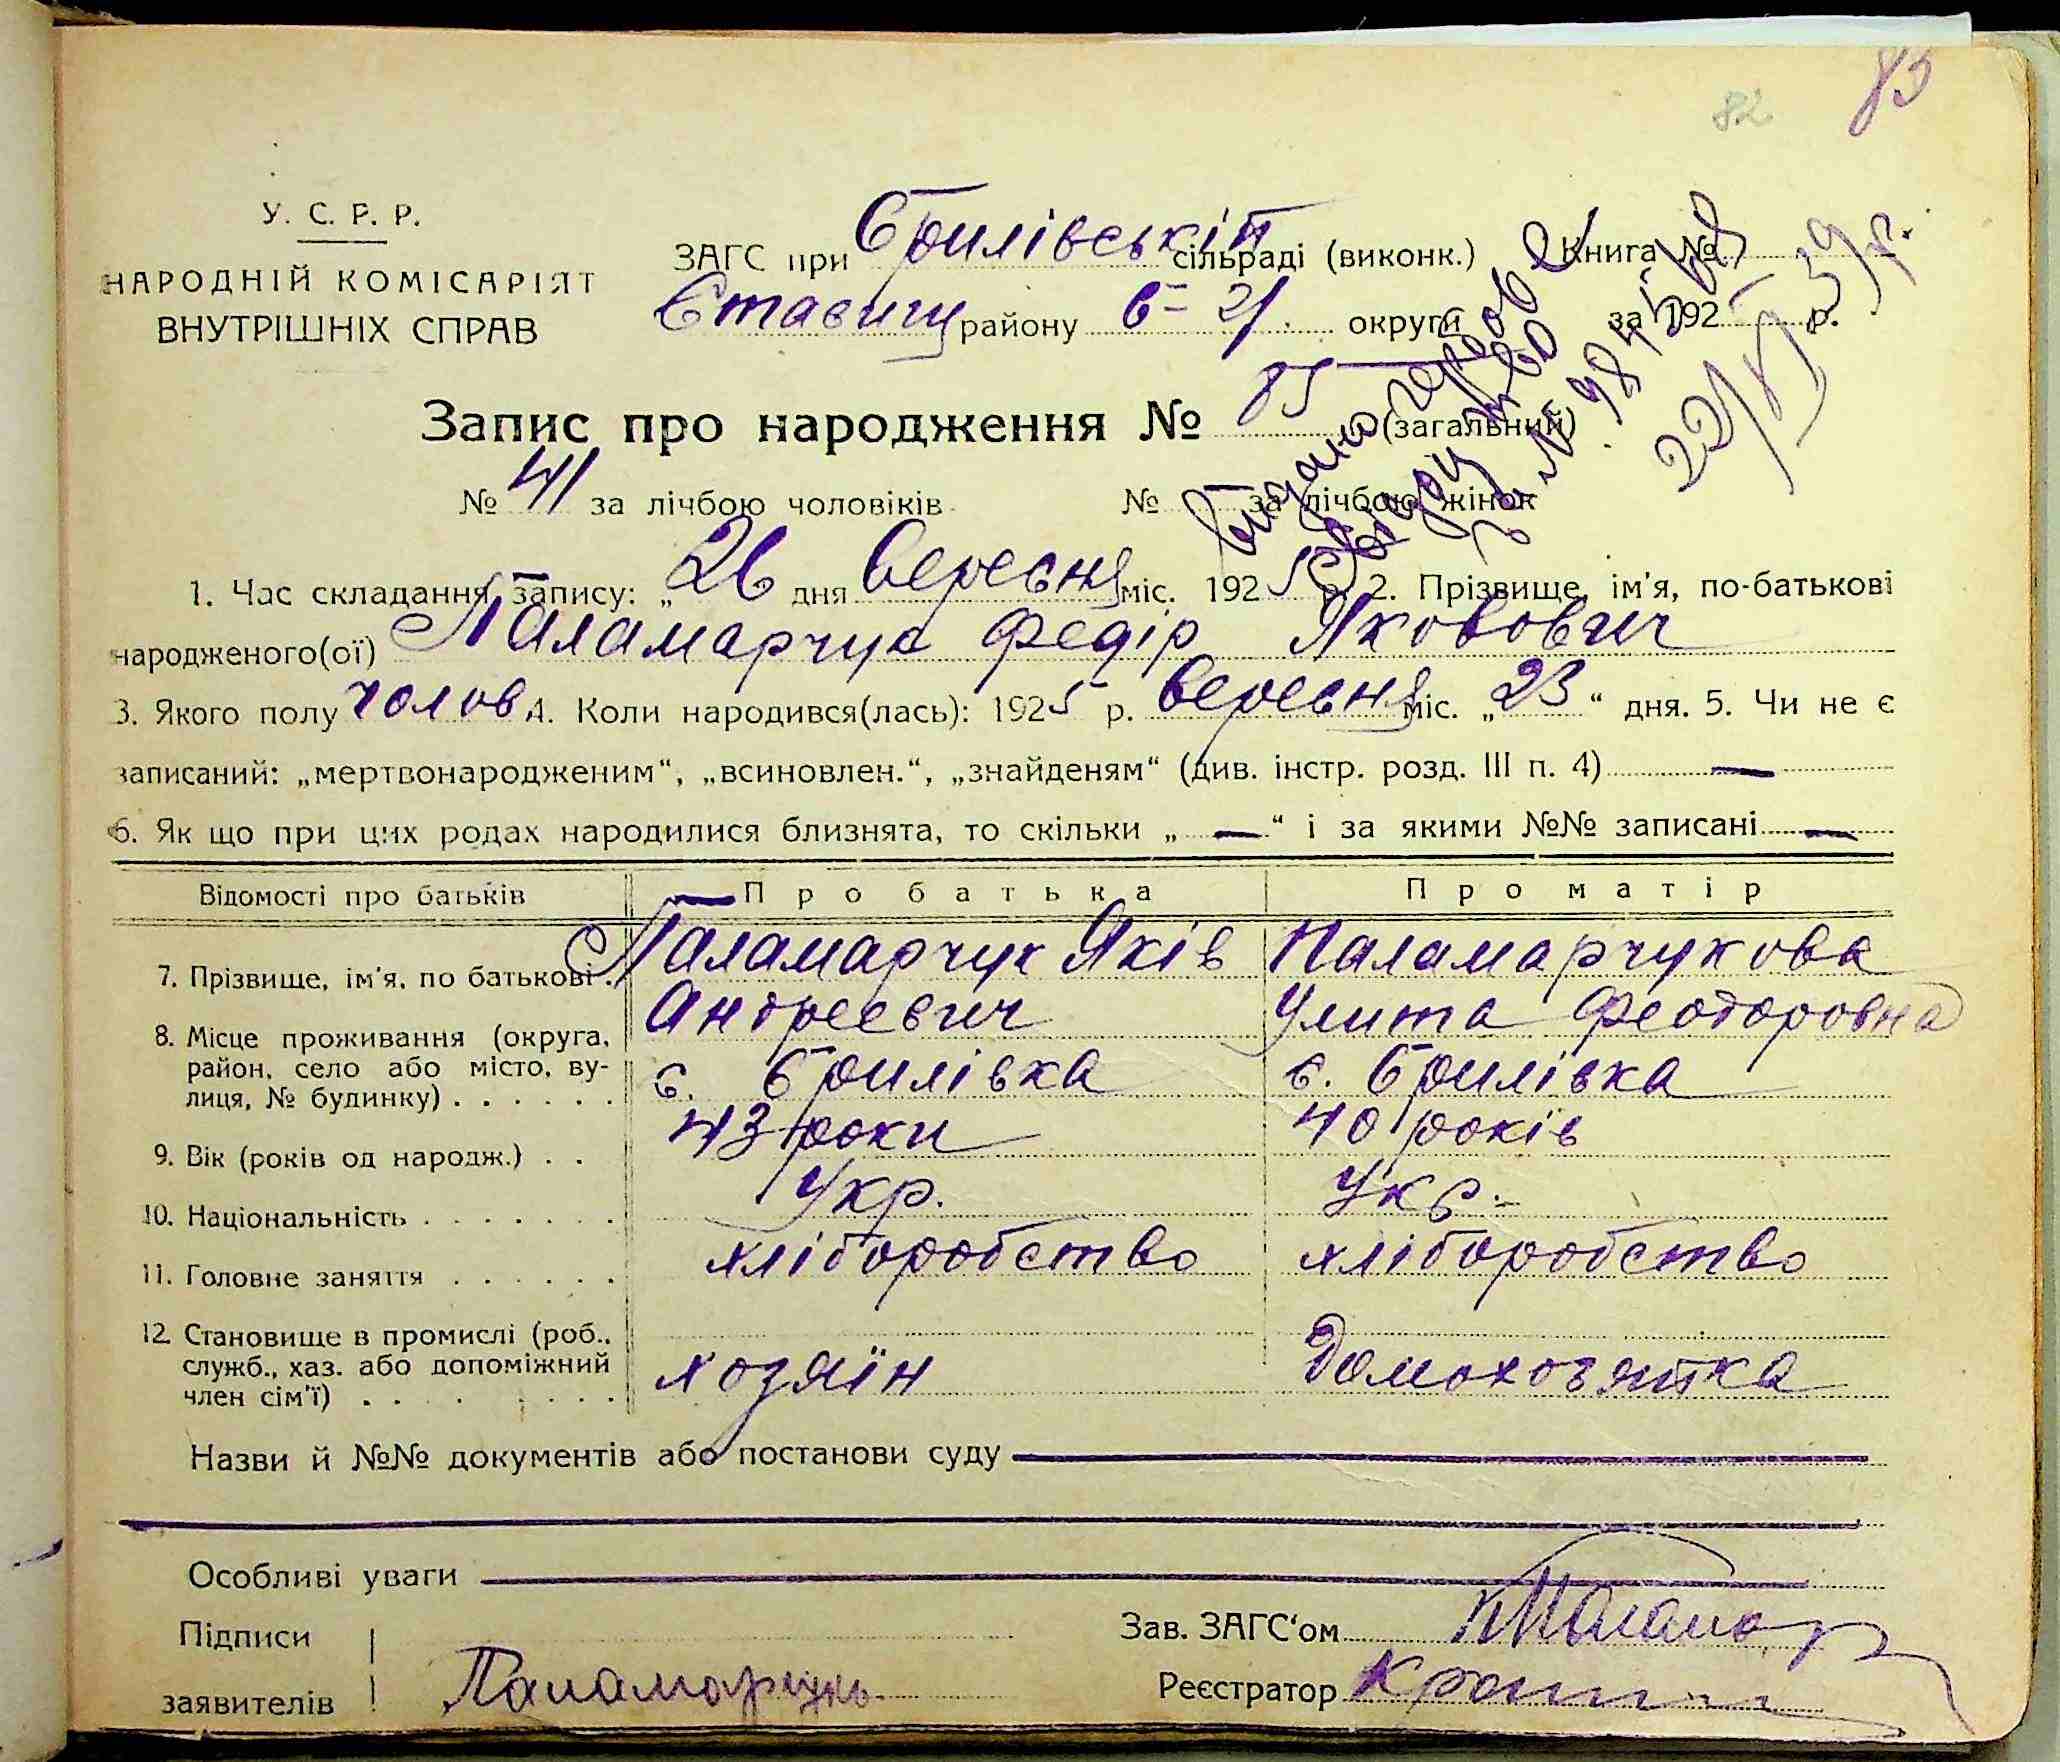 83
82
У. С. Р. Р.
НАРОДНІЙ КОМІСАРІЯТ
ВНУТРІШНІХ СПРАВ
ЗАГС при Брилівській сільраді (виконк.) Книга №
Ставищ району Б-Ц. округи за 1925 р.
Запис про народження № 85 (загальний)
№ 41 за лічбою чоловіків № за лічбою жінок
видано
22/VI 39 р.
1. Час складання запису: „26 дня вересня міс. 1925 р. 2. Прізвище, ім'я, по-батькові
народженого(ої) Паламарчук Федір Яковович
3. Якого полу чолов 4. Коли народився(лась): 1925 р. вересня міс. „23“ дня. 5. Чи не є
записаний: „мертвонародженим“, „всиновлен.“, „знайденям“ (див. інстр. розд. III п. 4) —
6. Як що при цих родах народилися близнята, то скільки „—“ і за якими №№ записані —
Відомості про батьків Про батька Про матір
7. Прізвище, ім'я, по батькові . Паламарчук Яків Паламарчукова
Андреевич Улита Феодоровна
8. Місце проживання (округа, район, село або місто, ву-лиця, № будинку) . . . . . . с. Брилівка с. Брилівка
9. Вік (років од народж.) . . 43 роки 40 років
10. Національність . . . . . . . Укр. Укр.
11. Головне заняття . . . . . . хліборобство хліборобство
12. Становище в промислі (роб., служб., хаз. або допоміжний член сім'ї) . . . . . . . . хозяїн Домохозяйка
Назви й №№ документів або постанови суду
Особливі уваги
Підписи Зав. ЗАГС'ом
заявителів Паламарчук Реєстратор